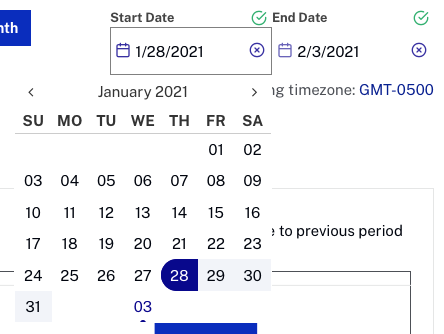 Start Date End Date
nth 1/28/2021 2/3/2021
January 2021 g timezone: GMT-0500
SU MO TU WE TH FR SA
01 02
03 04 05 06 07 08 09
10 11 12 13 14 15 16
e to previous period
17 18 19 20 21 22 23
24 25 26 27 28 29 30
31 03